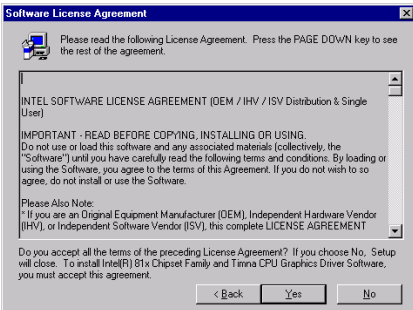 Software License Agreement
Please read the following License Agreement. Press the PAGE DOWN key to see
the rest of the agreement.
INTEL SOFTWARE LICENSE AGREEMENT (OEM / IHV / ISV Distribution & Single
User)
IMPORTANT - READ BEFORE COPYING, INSTALLING OR USING.
Do not use or load this software and any associated materials (collectively, the
"Software") until you have carefully read the following terms and conditions. By loading or
using the Software, you agree to the terms of this Agreement. If you do not wish to so
agree, do not install or use the Software.
Please Also Note:
* If you are an Original Equipment Manufacturer (OEM), Independent Hardware Vendor
(IHV), or Independent Software Vendor (ISV), this complete LICENSE AGREEMENT
Do you accept all the terms of the preceding License Agreement? If you choose No, Setup
will close. To install Intel(R) 81x Chipset Family and Timna CPU Graphics Driver Software,
you must accept this agreement.
< Back Yes No